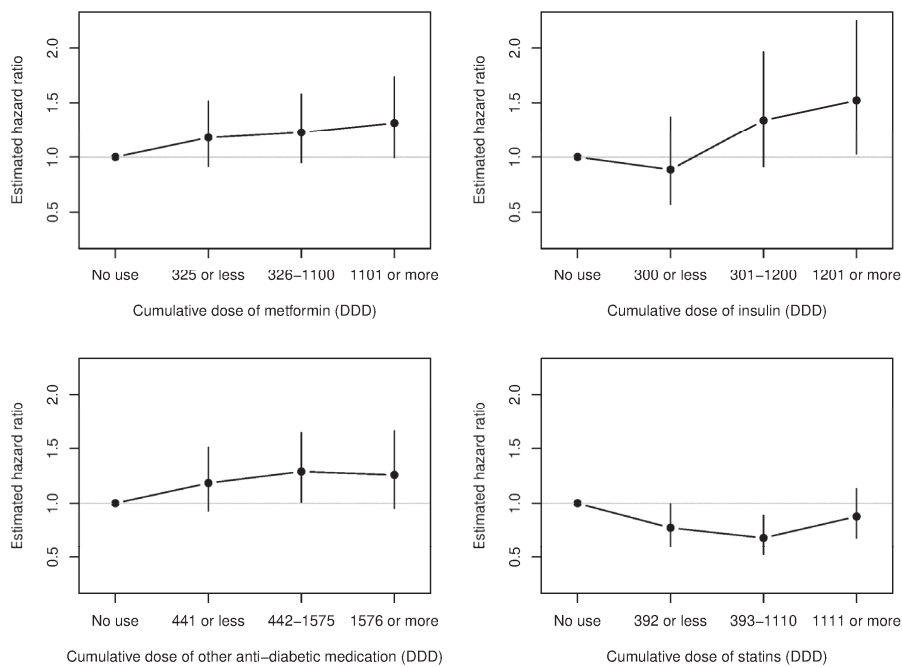 Estimated hazard ratio
2.0
1.5
1.0
0.5
No use 325 or less 326−1100 1101 or more
Cumulative dose of metformin (DDD)
Estimated hazard ratio
2.0
1.5
1.0
0.5
No use 300 or less 301−1200 1201 or more
Cumulative dose of insulin (DDD)
Estimated hazard ratio
2.0
1.5
1.0
0.5
No use 441 or less 442−1575 1576 or more
Cumulative dose of other anti−diabetic medication (DDD)
Estimated hazard ratio
2.0
1.5
1.0
0.5
No use 392 or less 393−1110 1111 or more
Cumulative dose of statins (DDD)